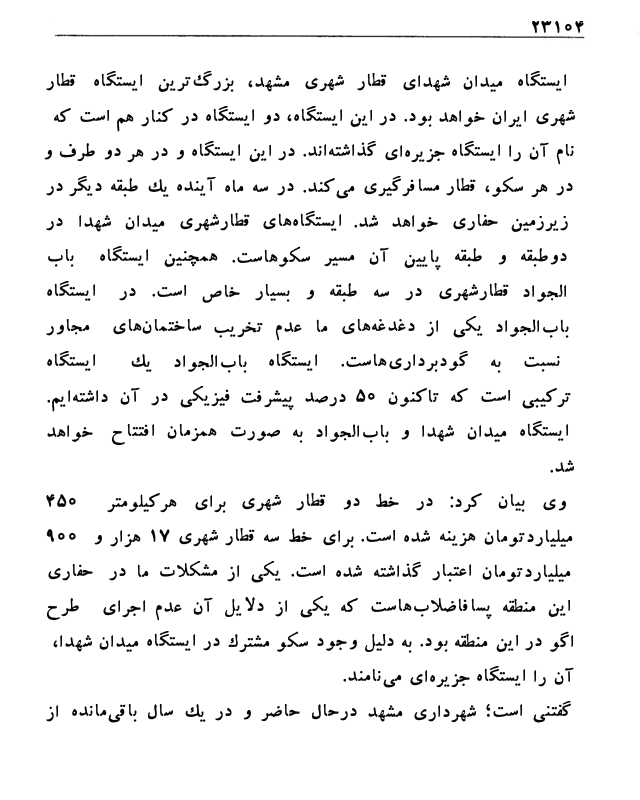 ۲۳۱۰۴
ایستگاه میدان شهدای قطار شهری مشهد، بزرگ‌ترین ایستگاه قطار
شهری ایران خواهد بود. در این ایستگاه، دو ایستگاه در کنار هم است که
نام آن را ایستگاه جزیره‌ای گذاشته‌اند. در این ایستگاه و در هر دو طرف و
در هر سکو، قطار مسافرگیری می‌کند. در سه ماه آینده یك طبقه دیگر در
زیرزمین حفاری خواهد شد. ایستگاه‌های قطارشهری میدان شهدا در
دوطبقه و طبقه پایین آن مسیر سکوهاست. همچنین ایستگاه باب
الجواد قطارشهری در سه طبقه و بسیار خاص است. در ایستگاه
باب‌الجواد یکی از دغدغه‌های ما عدم تخریب ساختمان‌های مجاور
نسبت به گودبرداری‌هاست. ایستگاه باب‌الجواد یك ایستگاه
ترکیبی است که تاکنون ۵۰ درصد پیشرفت فیزیکی در آن داشته‌ایم.
ایستگاه میدان شهدا و باب‌الجواد به صورت همزمان افتتاح خواهد
شد.
وی بیان کرد: در خط دو قطار شهری برای هرکیلومتر ۴۵۰
میلیاردتومان هزینه شده است. برای خط سه قطار شهری ۱۷ هزار و ۹۰۰
میلیاردتومان اعتبار گذاشته شده است. یکی از مشکلات ما در حفاری
این منطقه پسافاضلاب‌هاست که یکی از دلایل آن عدم اجرای طرح
اگو در این منطقه بود. به دلیل وجود سکو مشترك در ایستگاه میدان شهدا،
آن را ایستگاه جزیره‌ای می‌نامند.
گفتنی است؛ شهرداری مشهد درحال حاضر و در یك سال باقی‌مانده از